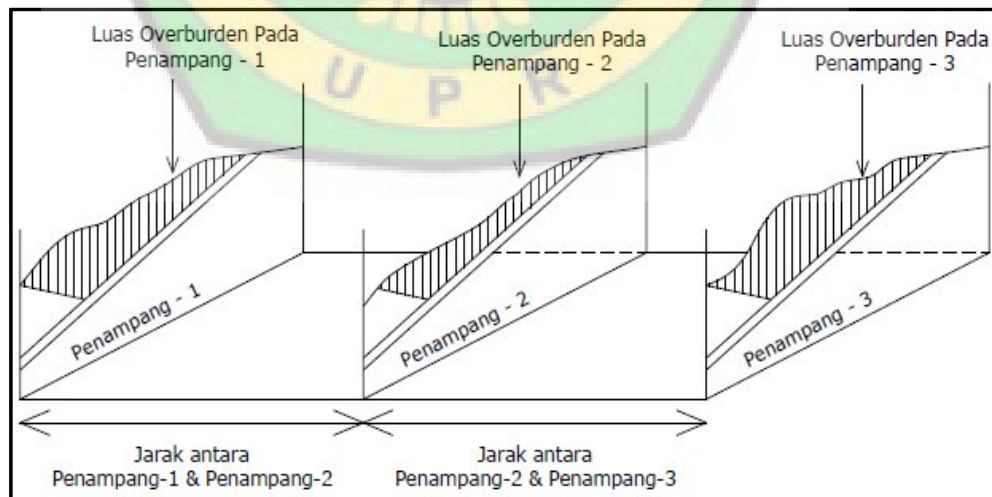 Luas Overburden Pada
Penampang - 1
Luas Overburden Pada
Penampang - 2
Luas Overburden Pada
Penampang - 3
U P R
Penampang - 1
Penampang - 2
Penampang - 3
Jarak antara
Penampang-1 & Penampang-2
Jarak antara
Penampang-2 & Penampang-3